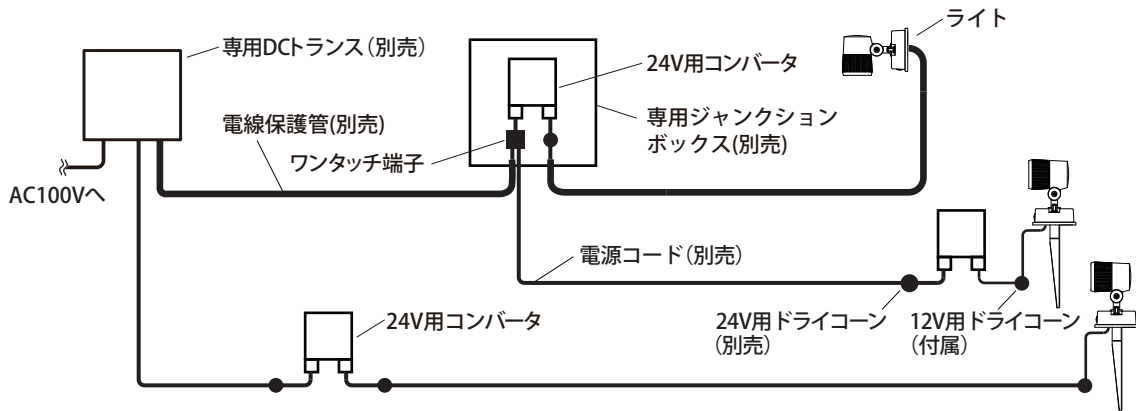 ライト
専用DCトランス（別売）
24V用コンバータ
電線保護管(別売)
専用ジャンクション
ボックス(別売)
ワンタッチ端子
AC100Vへ
電源コード（別売）
24V用コンバータ
24V用ドライコーン
(別売)
12V用ドライコーン
(付属)